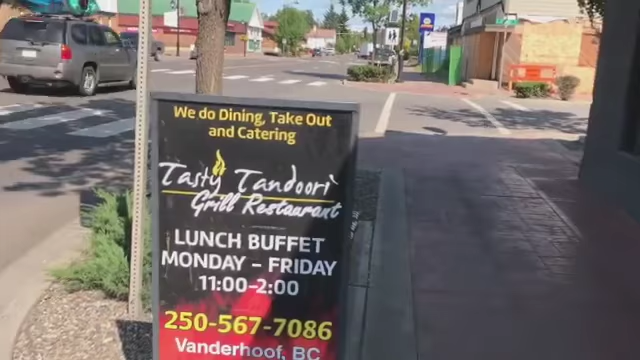 We do Dining, Take Out
and Catering
Tasty Tandoori
Grill Restaurant
LUNCH BUFFET
MONDAY - FRIDAY
11:00-2:00
250-567-7086
Vanderhoof, BC